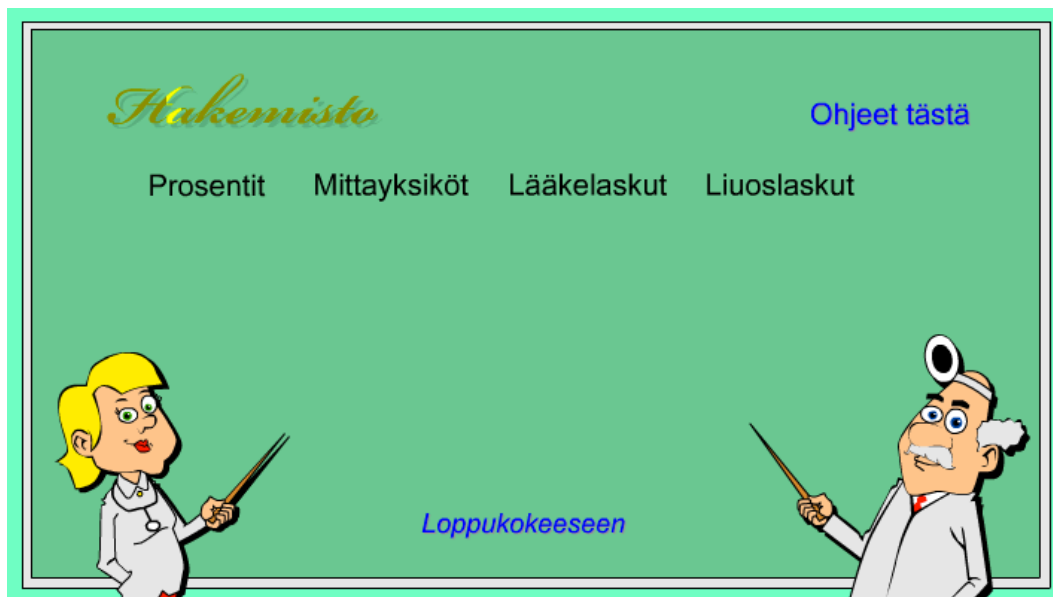 Hakemisto
Ohjeet tästä
Prosentit Mittayksiköt Lääkelaskut Liuoslaskut
Loppukokeeseen